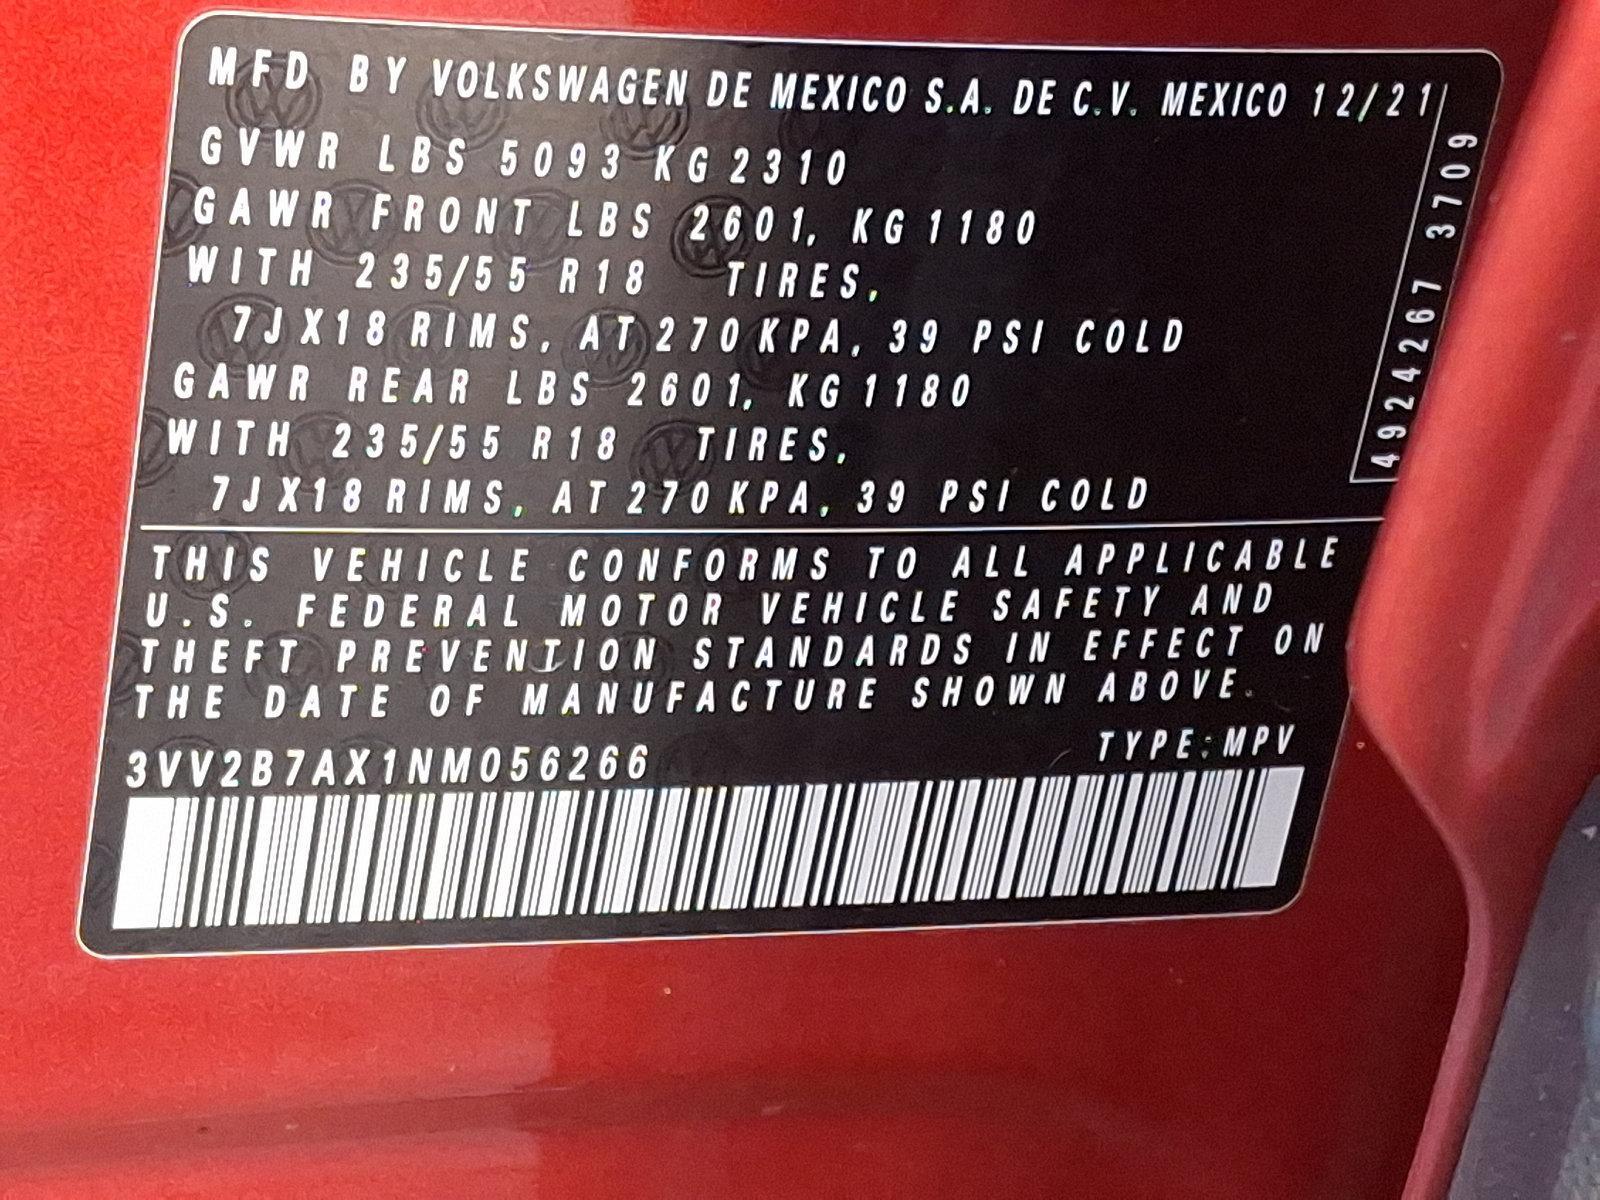 MFD BY VOLKSWAGEN DE MEXICO S.A. DE C.V. MEXICO 12/21
GVWR LBS 5093 KG 2310
GAWR FRONT LBS 2601, KG 1180
WITH 235/55 R18 TIRES,
7JX18 RIMS, AT 270 KPA, 39 PSI COLD
GAWR REAR LBS 2601, KG 1180
WITH 235/55 R18 TIRES,
7JX18 RIMS, AT 270 KPA, 39 PSI COLD
4924267 3709
THIS VEHICLE CONFORMS TO ALL APPLICABLE
U.S. FEDERAL MOTOR VEHICLE SAFETY AND
THEFT PREVENTION STANDARDS IN EFFECT ON
THE DATE OF MANUFACTURE SHOWN ABOVE.
3VV2B7AX1NM056266 TYPE: MPV